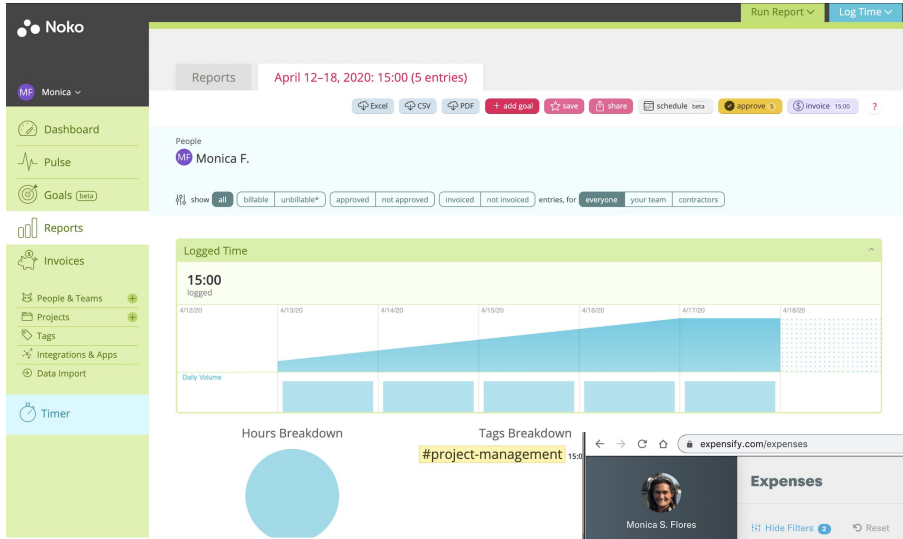 Noko
Run Report
Log Time
MF Monica
Reports
April 12–18, 2020: 15:00 (5 entries)
Excel CSV PDF + add goal save share schedule beta approve 5 invoice 15:00 ?
Dashboard
Pulse
Goals beta
Reports
Invoices
People & Teams
Projects
Tags
Integrations & Apps
Data Import
Timer
People
MF Monica F.
show all billable unbillable* approved not approved invoiced not invoiced entries, for everyone your team contractors
Logged Time
15:00
logged
4/12/20 4/13/20 4/14/20 4/15/20 4/16/20 4/17/20 4/18/20
Daily Volume
Hours Breakdown
Tags Breakdown
#project-management 15:0
expensify.com/expenses
Monica S. Flores
Expenses
Hide Filters 2 Reset